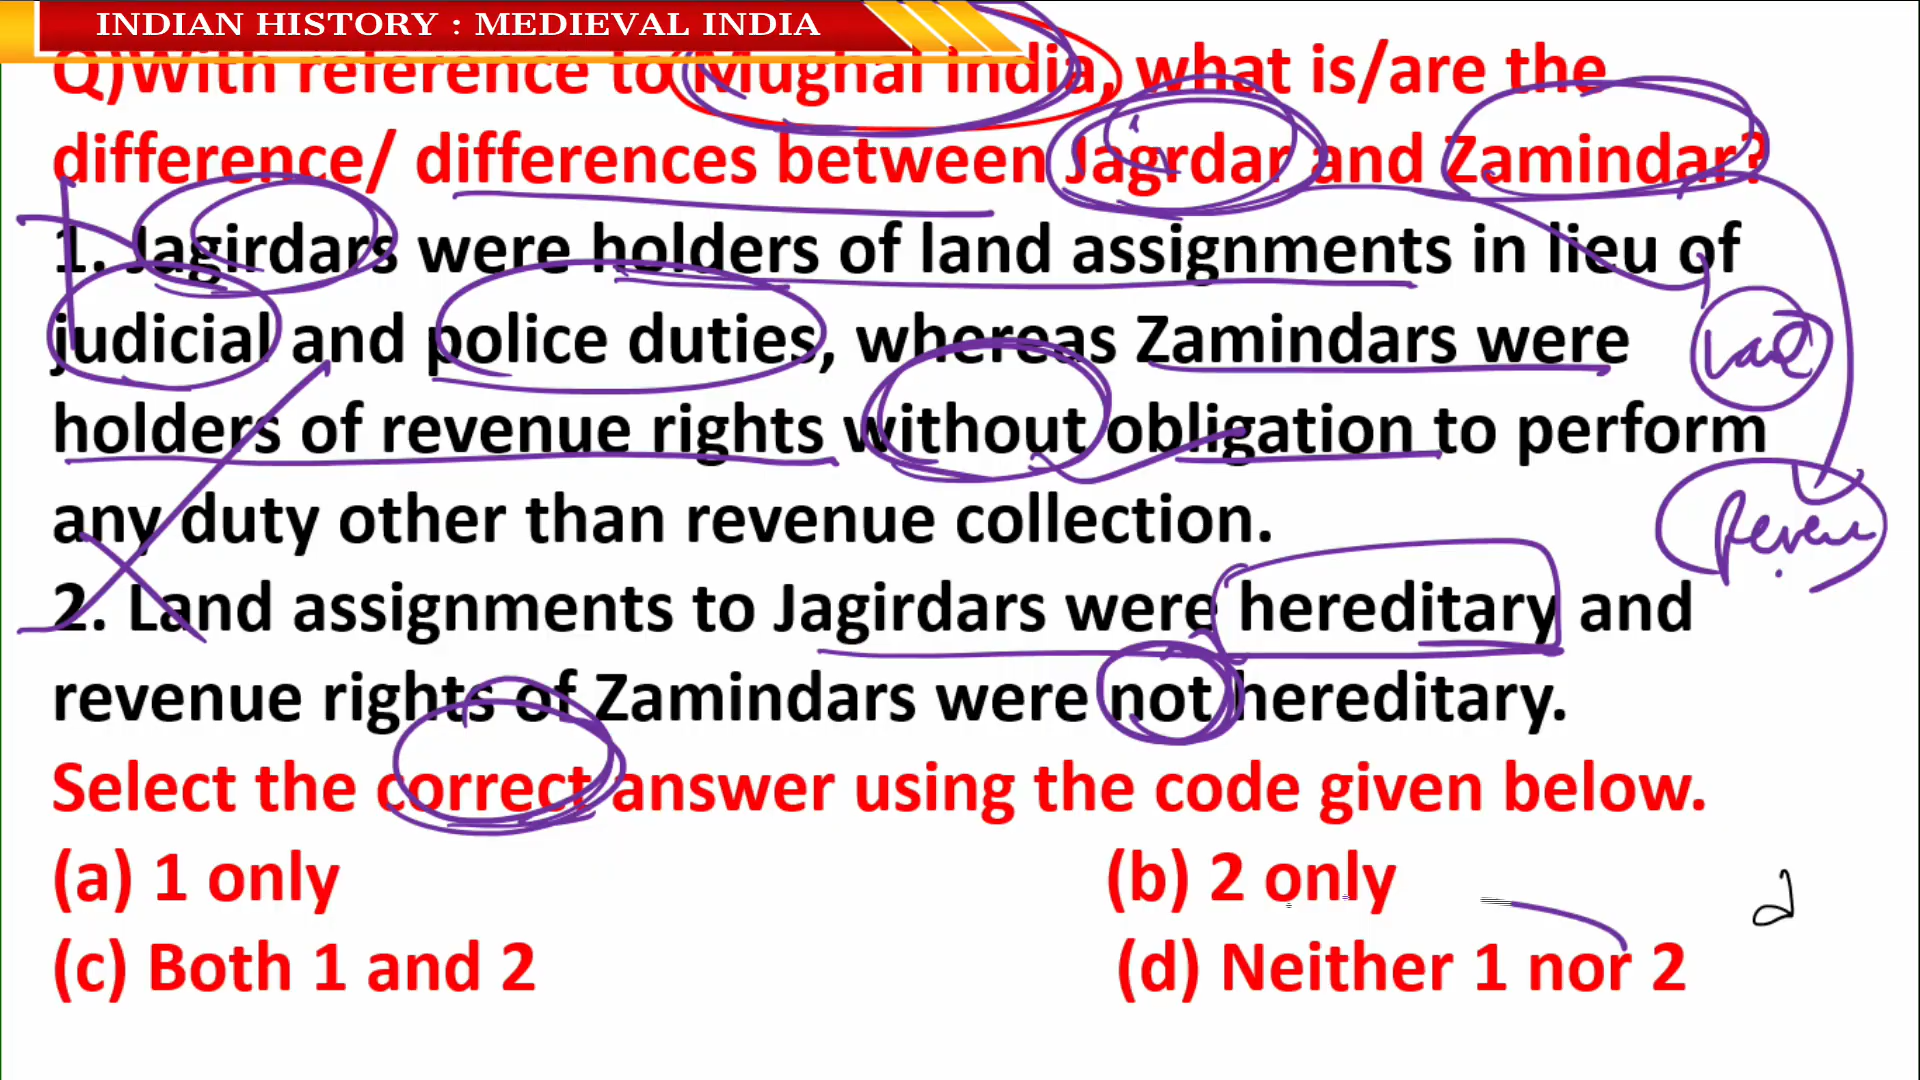 INDIAN HISTORY : MEDIEVAL INDIA
Q)With reference to Mughal India, what is/are the
difference/ differences between Jagrdar and Zamindar?
1. Jagirdars were holders of land assignments in lieu of
judicial and police duties, whereas Zamindars were
holders of revenue rights without obligation to perform
any duty other than revenue collection.
2. Land assignments to Jagirdars were hereditary and
revenue rights of Zamindars were not hereditary.
Select the correct answer using the code given below.
(a) 1 only (b) 2 only
(c) Both 1 and 2 (d) Neither 1 nor 2
d